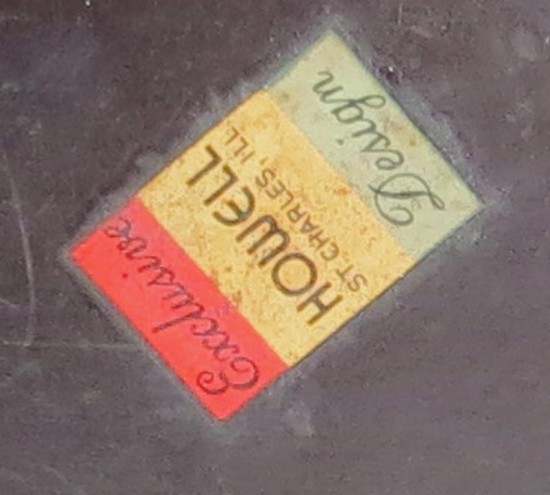 Exclusive
HOWELL
ST. CHARLES, ILL.
Design